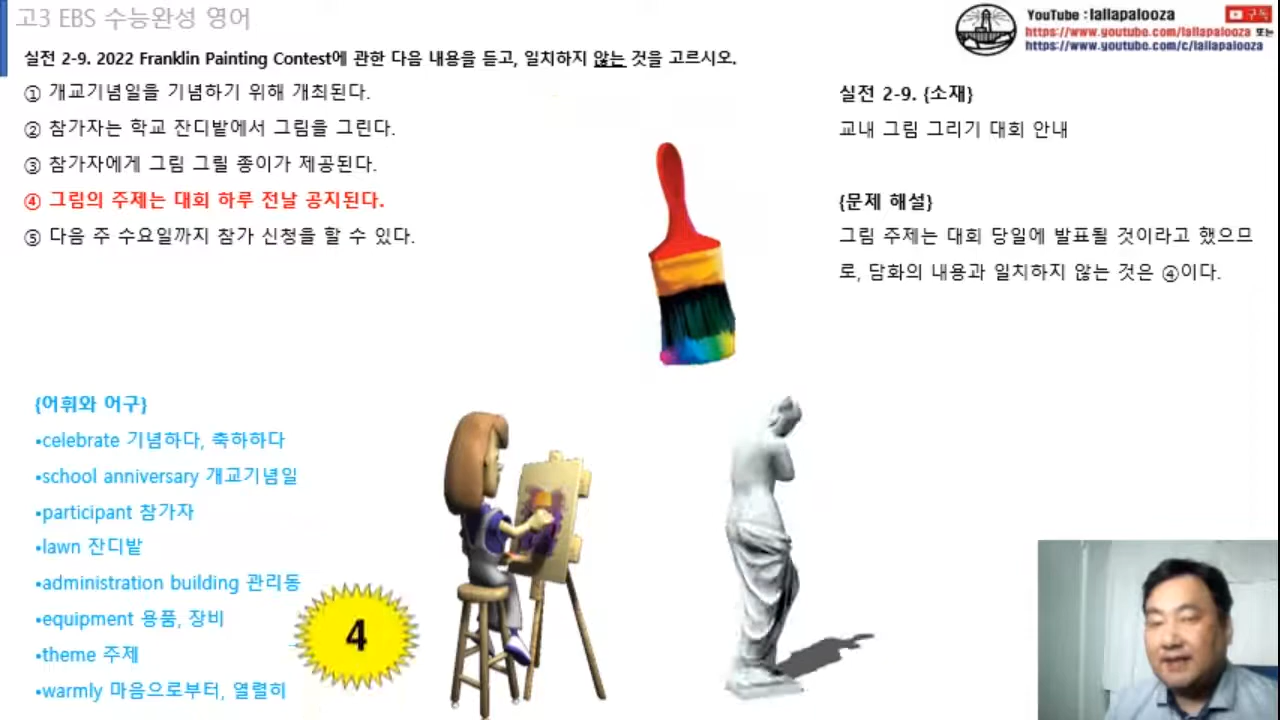 고3 EBS 수능완성 영어
YouTube : lallapalooza
구독
https://www.youtube.com/lallapalooza 또는
https://www.youtube.com/c/lallapalooza
실전 2-9. 2022 Franklin Painting Contest에 관한 다음 내용을 듣고, 일치하지 않는 것을 고르시오.
① 개교기념일을 기념하기 위해 개최된다.
② 참가자는 학교 잔디밭에서 그림을 그린다.
③ 참가자에게 그림 그릴 종이가 제공된다.
④ 그림의 주제는 대회 하루 전날 공지된다.
⑤ 다음 주 수요일까지 참가 신청을 할 수 있다.
실전 2-9. {소재}
교내 그림 그리기 대회 안내
{문제 해설}
그림 주제는 대회 당일에 발표될 것이라고 했으므
로, 담화의 내용과 일치하지 않는 것은 ④이다.
{어휘와 어구}
•celebrate 기념하다, 축하하다
•school anniversary 개교기념일
•participant 참가자
•lawn 잔디밭
•administration building 관리동
•equipment 용품, 장비
•theme 주제
•warmly 마음으로부터, 열렬히
4